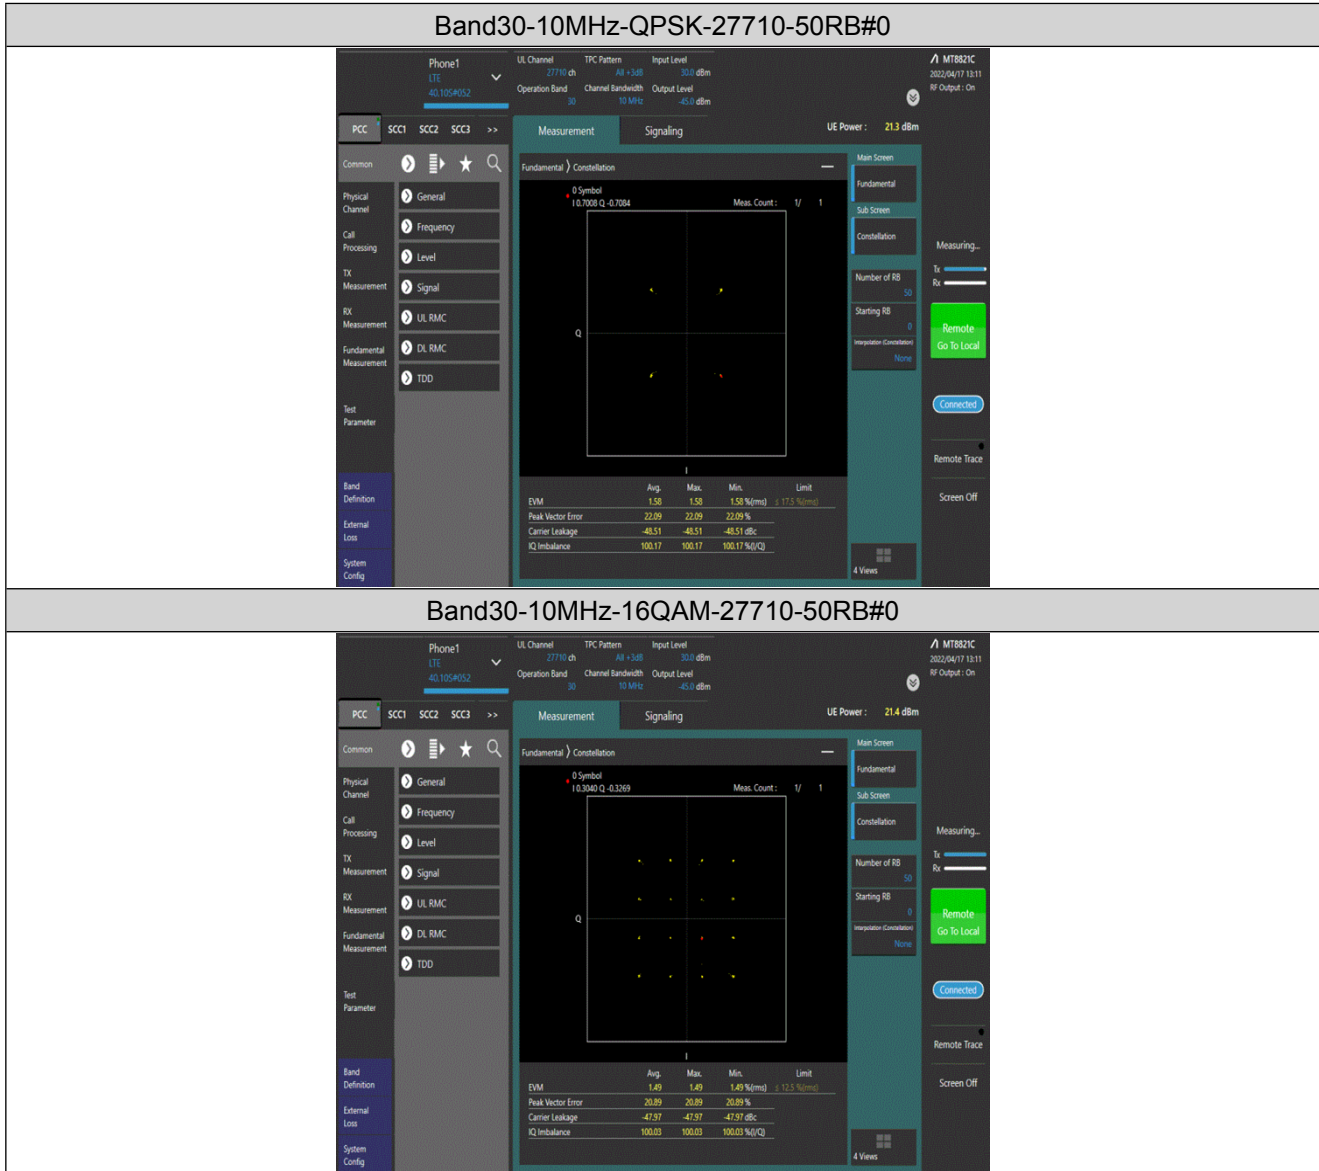 Band30-10MHz-QPSK-27710-50RB#0
Phone1
LTE
40.10S#052
UL Channel TPC Pattern Input Level
27710 ch All +3dB 30.0 dBm
Operation Band Channel Bandwidth Output Level
30 10 MHz -45.0 dBm
MT8821C
2022/04/17 13:11
RF Output : On
PCC SCC1 SCC2 SCC3 >>
Measurement Signaling
UE Power : 21.3 dBm
Common
Physical Channel
Call Processing
TX Measurement
RX Measurement
Fundamental Measurement
Test Parameter
Band Definition
External Loss
System Config
General
Frequency
Level
Signal
UL RMC
DL RMC
TDD
Fundamental Constellation
0 Symbol
I 0.7008 Q -0.7084 Meas. Count : 1/ 1
Q
I
Avg. Max. Min. Limit
EVM 1.58 1.58 1.58 %(rms) ≤ 17.5 %(rms)
Peak Vector Error 22.09 22.09 22.09 %
Carrier Leakage -48.51 -48.51 -48.51 dBc
IQ Imbalance 100.17 100.17 100.17 %(I/Q)
Main Screen
Fundamental
Sub Screen
Constellation
Number of RB
50
Starting RB
0
Interpolation (Constellation)
None
4 Views
Measuring...
Tx
Rx
Remote
Go To Local
Connected
Remote Trace
Screen Off
Band30-10MHz-16QAM-27710-50RB#0
Phone1
LTE
40.10S#052
UL Channel TPC Pattern Input Level
27710 ch All +3dB 30.0 dBm
Operation Band Channel Bandwidth Output Level
30 10 MHz -45.0 dBm
MT8821C
2022/04/17 13:11
RF Output : On
PCC SCC1 SCC2 SCC3 >>
Measurement Signaling
UE Power : 21.4 dBm
Common
Physical Channel
Call Processing
TX Measurement
RX Measurement
Fundamental Measurement
Test Parameter
Band Definition
External Loss
System Config
General
Frequency
Level
Signal
UL RMC
DL RMC
TDD
Fundamental Constellation
0 Symbol
I 0.3040 Q -0.3269 Meas. Count : 1/ 1
Q
I
Avg. Max. Min. Limit
EVM 1.49 1.49 1.49 %(rms) ≤ 12.5 %(rms)
Peak Vector Error 20.89 20.89 20.89 %
Carrier Leakage -47.97 -47.97 -47.97 dBc
IQ Imbalance 100.03 100.03 100.03 %(I/Q)
Main Screen
Fundamental
Sub Screen
Constellation
Number of RB
50
Starting RB
0
Interpolation (Constellation)
None
4 Views
Measuring...
Tx
Rx
Remote
Go To Local
Connected
Remote Trace
Screen Off